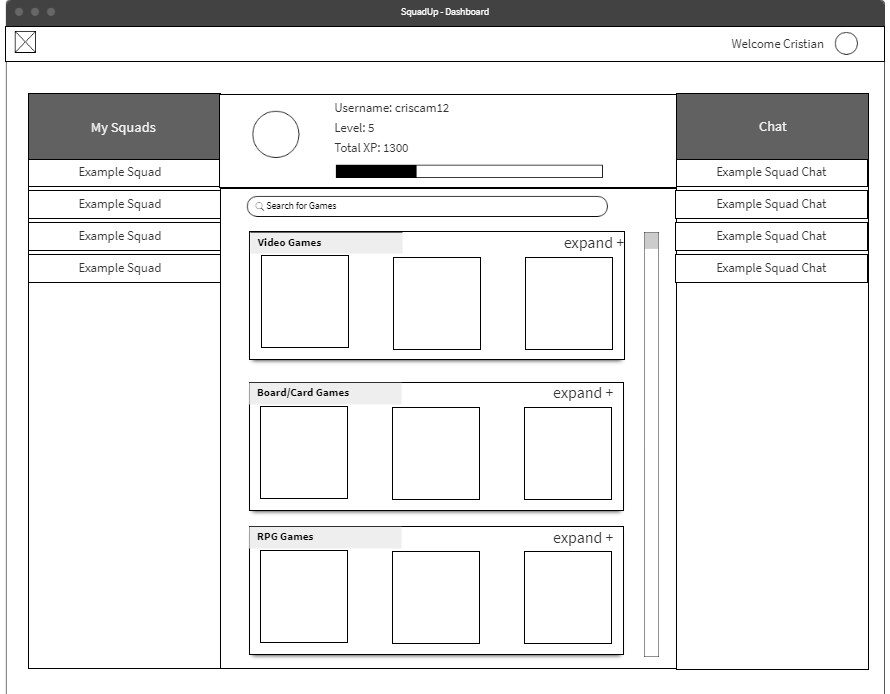 SquadUp - Dashboard
Welcome Cristian
My Squads
Example Squad
Example Squad
Example Squad
Example Squad
Username: criscam12
Level: 5
Total XP: 1300
Search for Games
Video Games
expand +
Board/Card Games
expand +
RPG Games
expand +
Chat
Example Squad Chat
Example Squad Chat
Example Squad Chat
Example Squad Chat